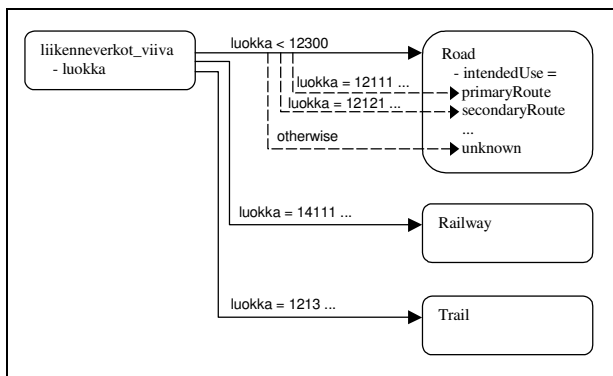 liikenneverkot_viiva
- luokka
luokka < 12300
Road
- intendedUse =
luokka = 12111 ...
primaryRoute
luokka = 12121 ...
secondaryRoute
...
otherwise
unknown
luokka = 14111 ...
Railway
luokka = 1213 ...
Trail